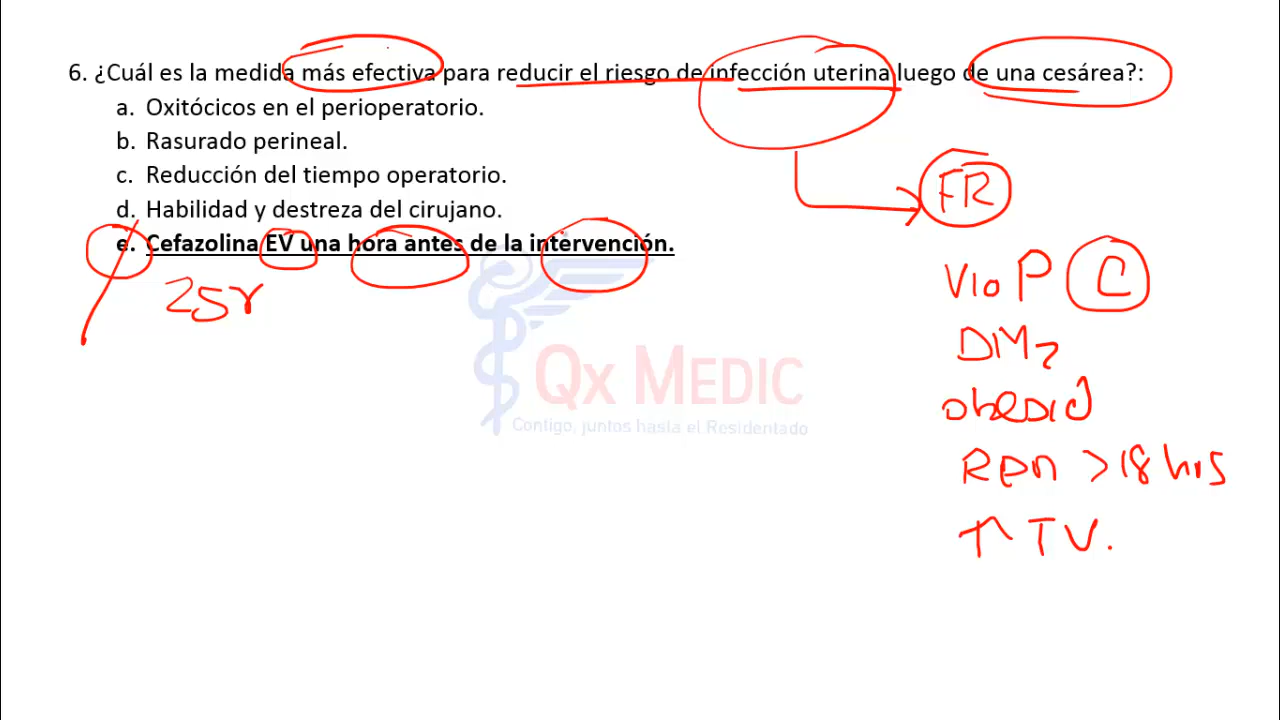 6. ¿Cuál es la medida más efectiva para reducir el riesgo de infección uterina luego de una cesárea?:
a. Oxitócicos en el perioperatorio.
b. Rasurado perineal.
c. Reducción del tiempo operatorio.
d. Habilidad y destreza del cirujano.
e. Cefazolina EV una hora antes de la intervención.
FR
Vio P C
DM2
obesid
RPM >18 hrs
↑ TV.
Qx MEDIC
Contigo, juntos hasta el Residentado